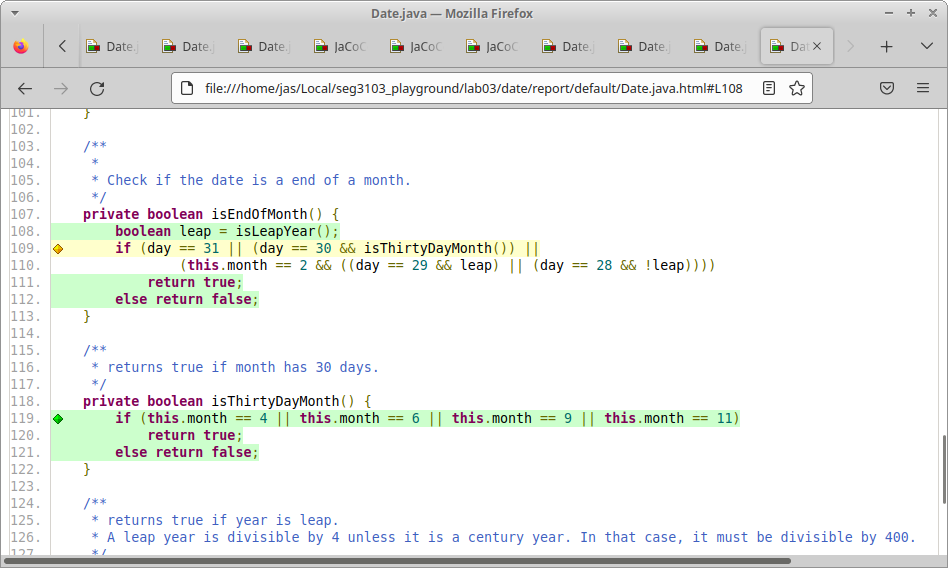 Date.java — Mozilla Firefox
Date.j Date.j Date.j JaCoC JaCoC JaCoC Date.j Date.j Date.j Dat
file:///home/jas/Local/seg3103_playground/lab03/date/report/default/Date.java.html#L108
101. }
102.
103. /**
104. *
105. * Check if the date is a end of a month.
106. */
107. private boolean isEndOfMonth() {
108. boolean leap = isLeapYear();
109. if (day == 31 || (day == 30 && isThirtyDayMonth()) ||
110. (this.month == 2 && ((day == 29 && leap) || (day == 28 && !leap))))
111. return true;
112. else return false;
113. }
114.
115. /**
116. * returns true if month has 30 days.
117. */
118. private boolean isThirtyDayMonth() {
119. if (this.month == 4 || this.month == 6 || this.month == 9 || this.month == 11)
120. return true;
121. else return false;
122. }
123.
124. /**
125. * returns true if year is leap.
126. * A leap year is divisible by 4 unless it is a century year. In that case, it must be divisible by 400.
127. */